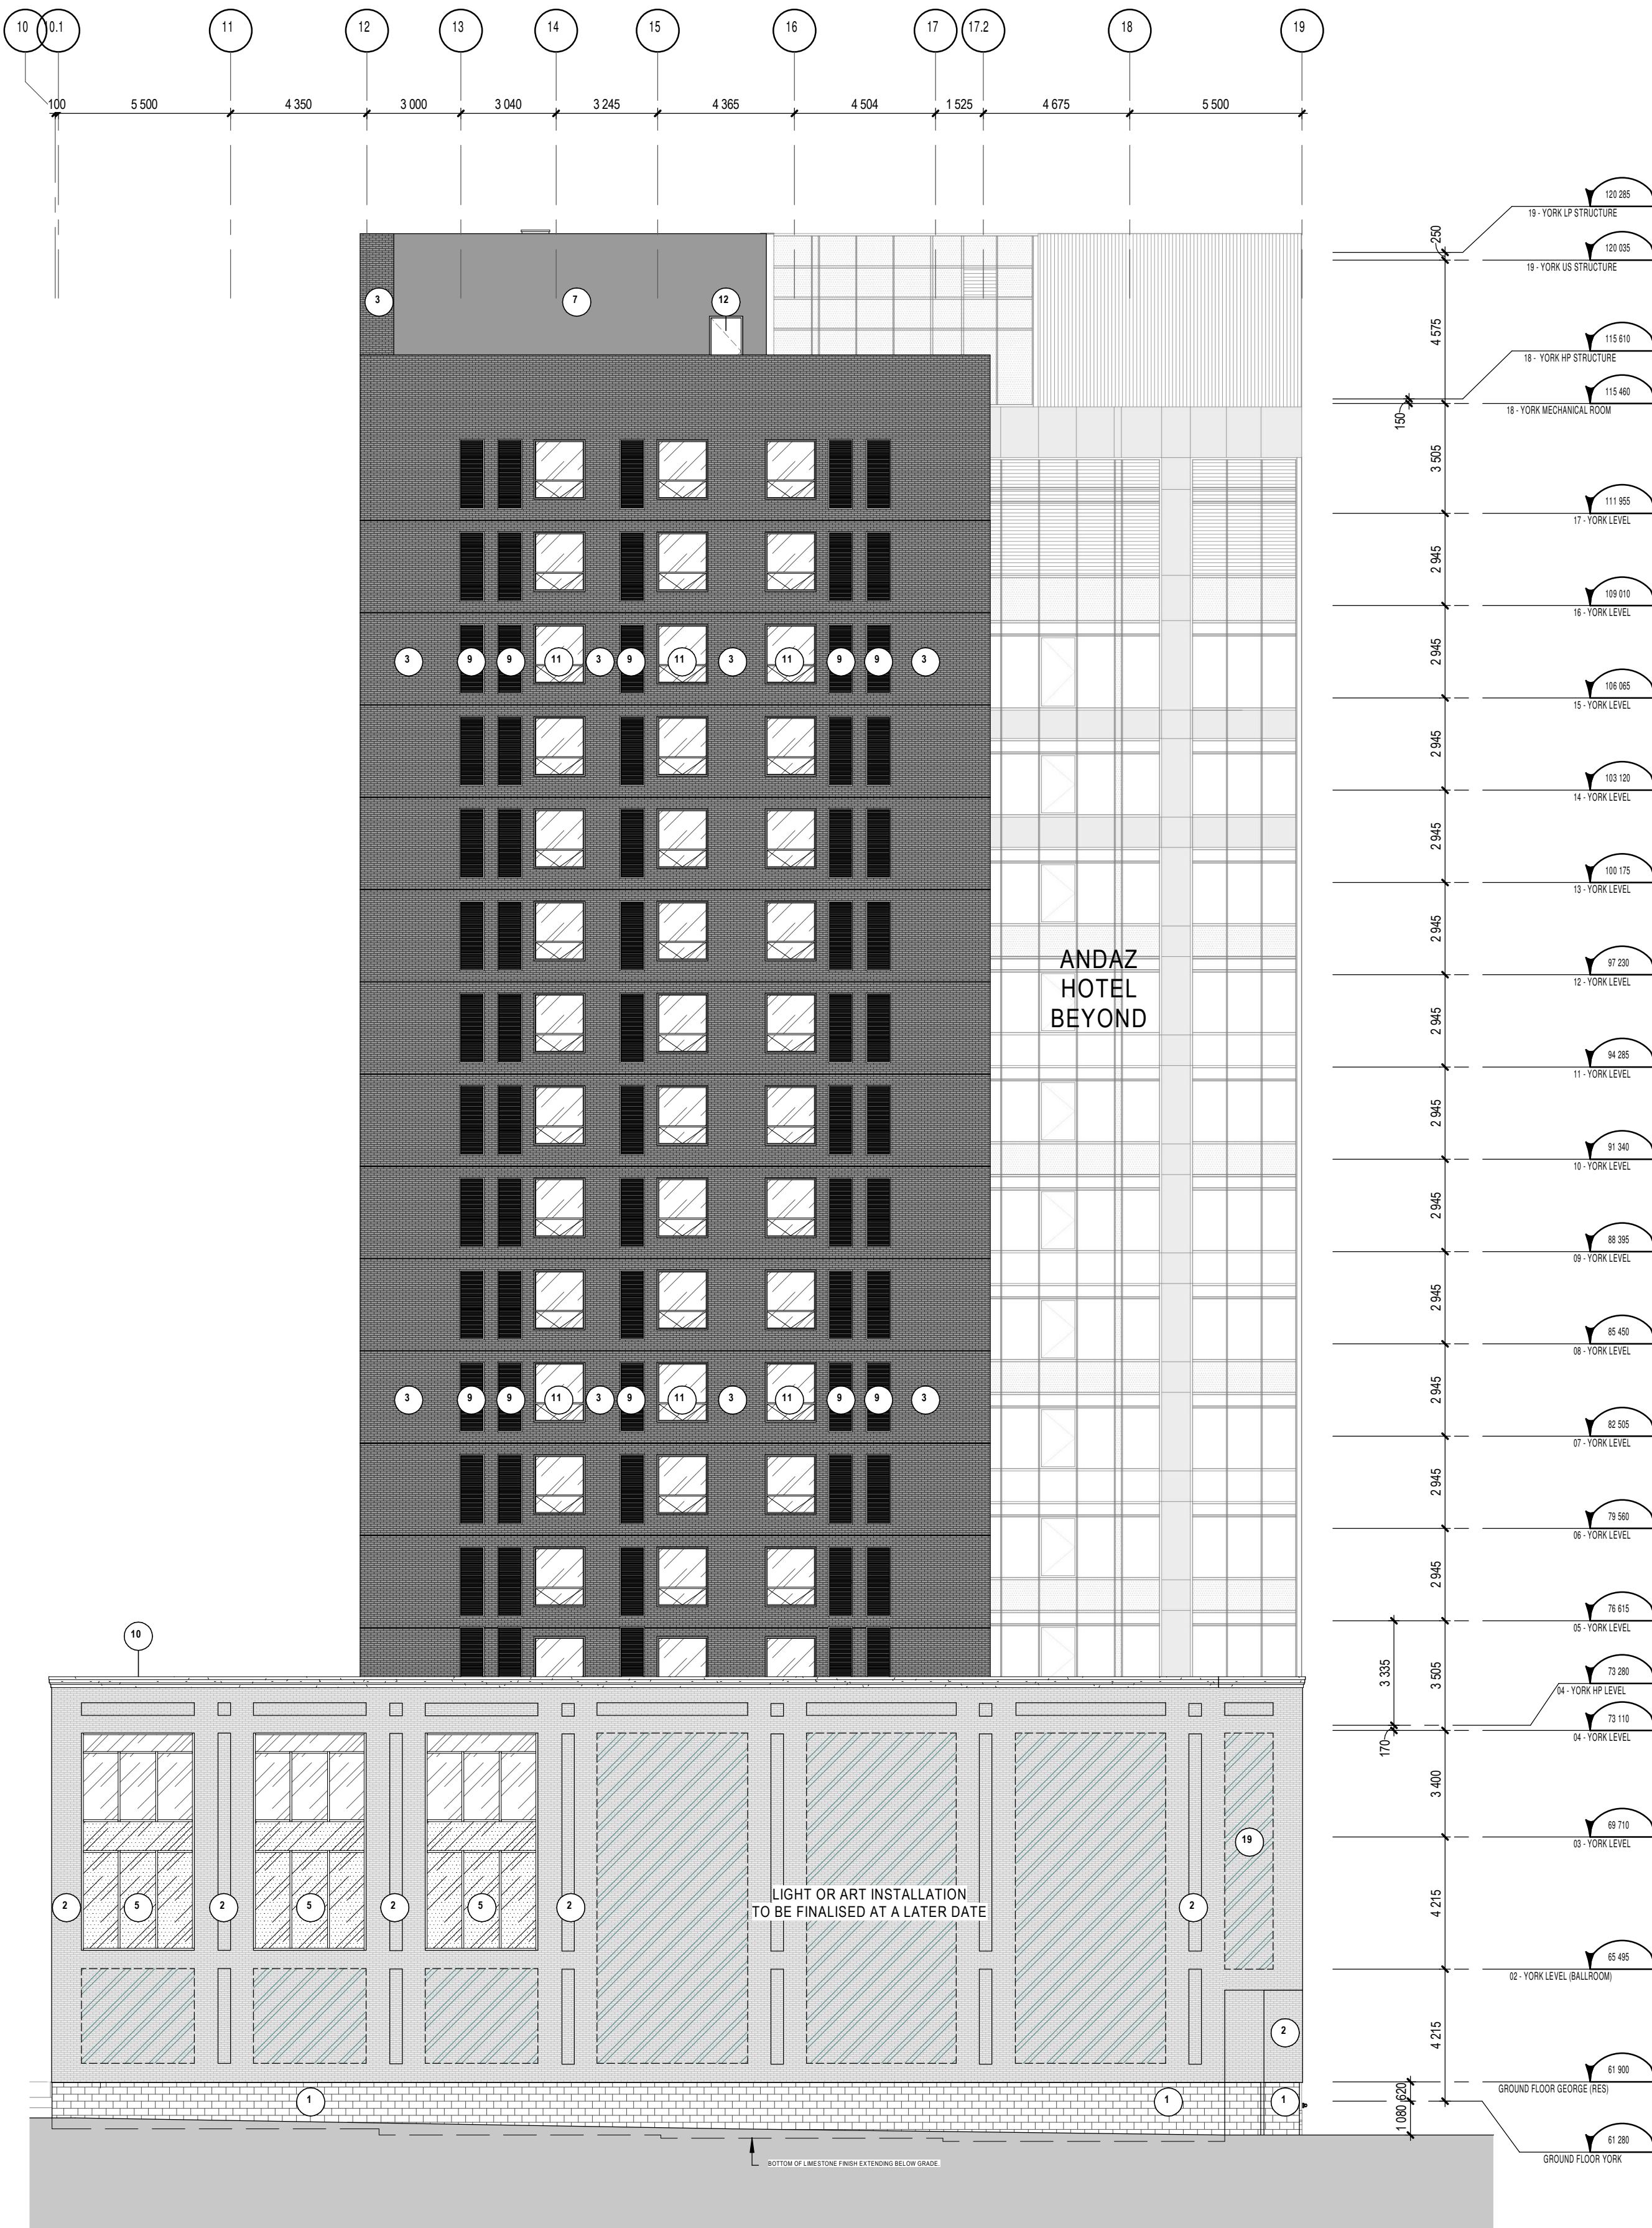 10 10.1 11 12 13 14 15 16 17 17.2 18 19
100 5 500 4 350 3 000 3 040 3 245 4 365 4 504 1 525 4 675 5 500
120 285
19 - YORK LP STRUCTURE
250
120 035
19 - YORK US STRUCTURE
3 7 12
4 575
115 610
18 - YORK HP STRUCTURE
115 460
18 - YORK MECHANICAL ROOM
150
3 505
111 955
17 - YORK LEVEL
2 945
109 010
16 - YORK LEVEL
3 9 9 11 3 9 11 3 11 9 9 3
2 945
106 065
15 - YORK LEVEL
2 945
103 120
14 - YORK LEVEL
2 945
100 175
13 - YORK LEVEL
2 945
ANDAZ
HOTEL
BEYOND
97 230
12 - YORK LEVEL
2 945
94 285
11 - YORK LEVEL
2 945
91 340
10 - YORK LEVEL
2 945
88 395
09 - YORK LEVEL
2 945
85 450
08 - YORK LEVEL
3 9 9 11 3 9 11 3 11 9 9 3
2 945
82 505
07 - YORK LEVEL
2 945
79 560
06 - YORK LEVEL
2 945
76 615
05 - YORK LEVEL
10
3 335
3 505
73 280
04 - YORK HP LEVEL
73 110
04 - YORK LEVEL
170
3 400
69 710
03 - YORK LEVEL
19
4 215
2 5 2 5 2 5 2 2
LIGHT OR ART INSTALLATION
TO BE FINALISED AT A LATER DATE
65 495
02 - YORK LEVEL (BALLROOM)
2
4 215
61 900
GROUND FLOOR GEORGE (RES)
1 1 1
620
1 080
61 280
GROUND FLOOR YORK
BOTTOM OF LIMESTONE FINISH EXTENDING BELOW GRADE.